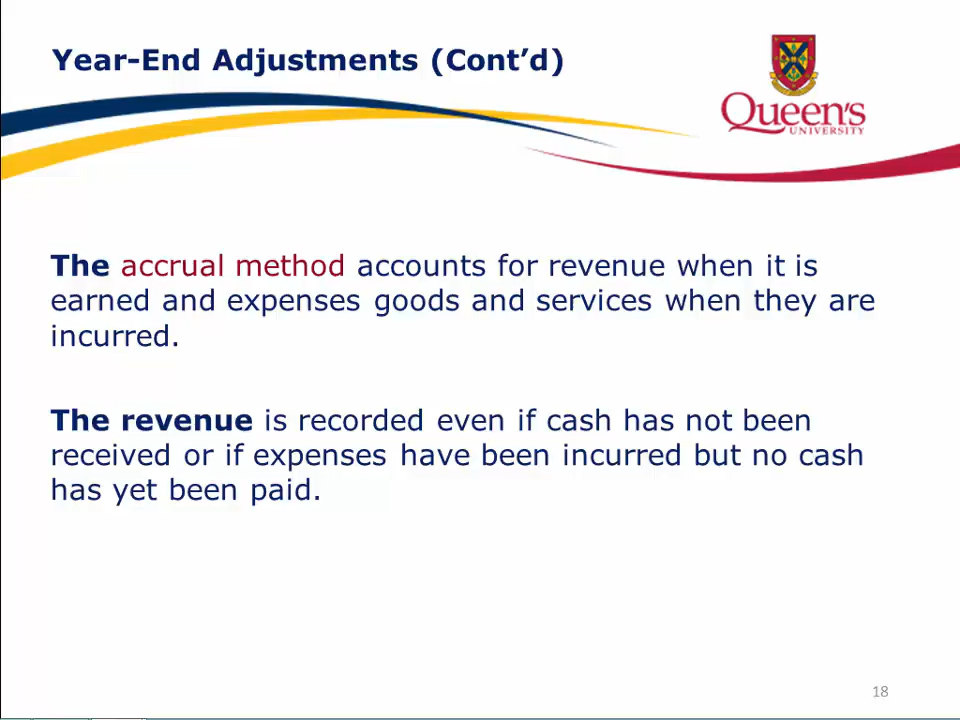 Year-End Adjustments (Cont’d)
Queen's
UNIVERSITY
The accrual method accounts for revenue when it is
earned and expenses goods and services when they are
incurred.
The revenue is recorded even if cash has not been
received or if expenses have been incurred but no cash
has yet been paid.
18